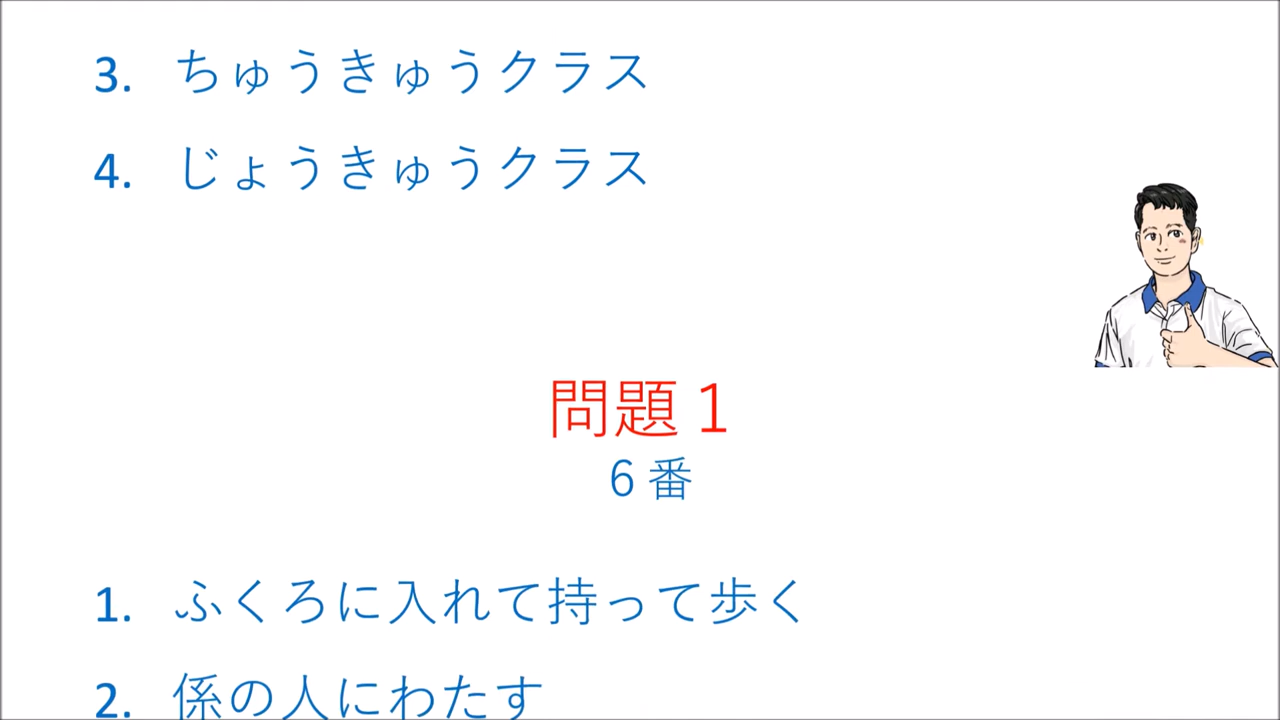 3. ちゅうきゅうクラス
4. じょうきゅうクラス
問題１
６番
1. ふくろに入れて持って歩く
2. 係の人にわたす